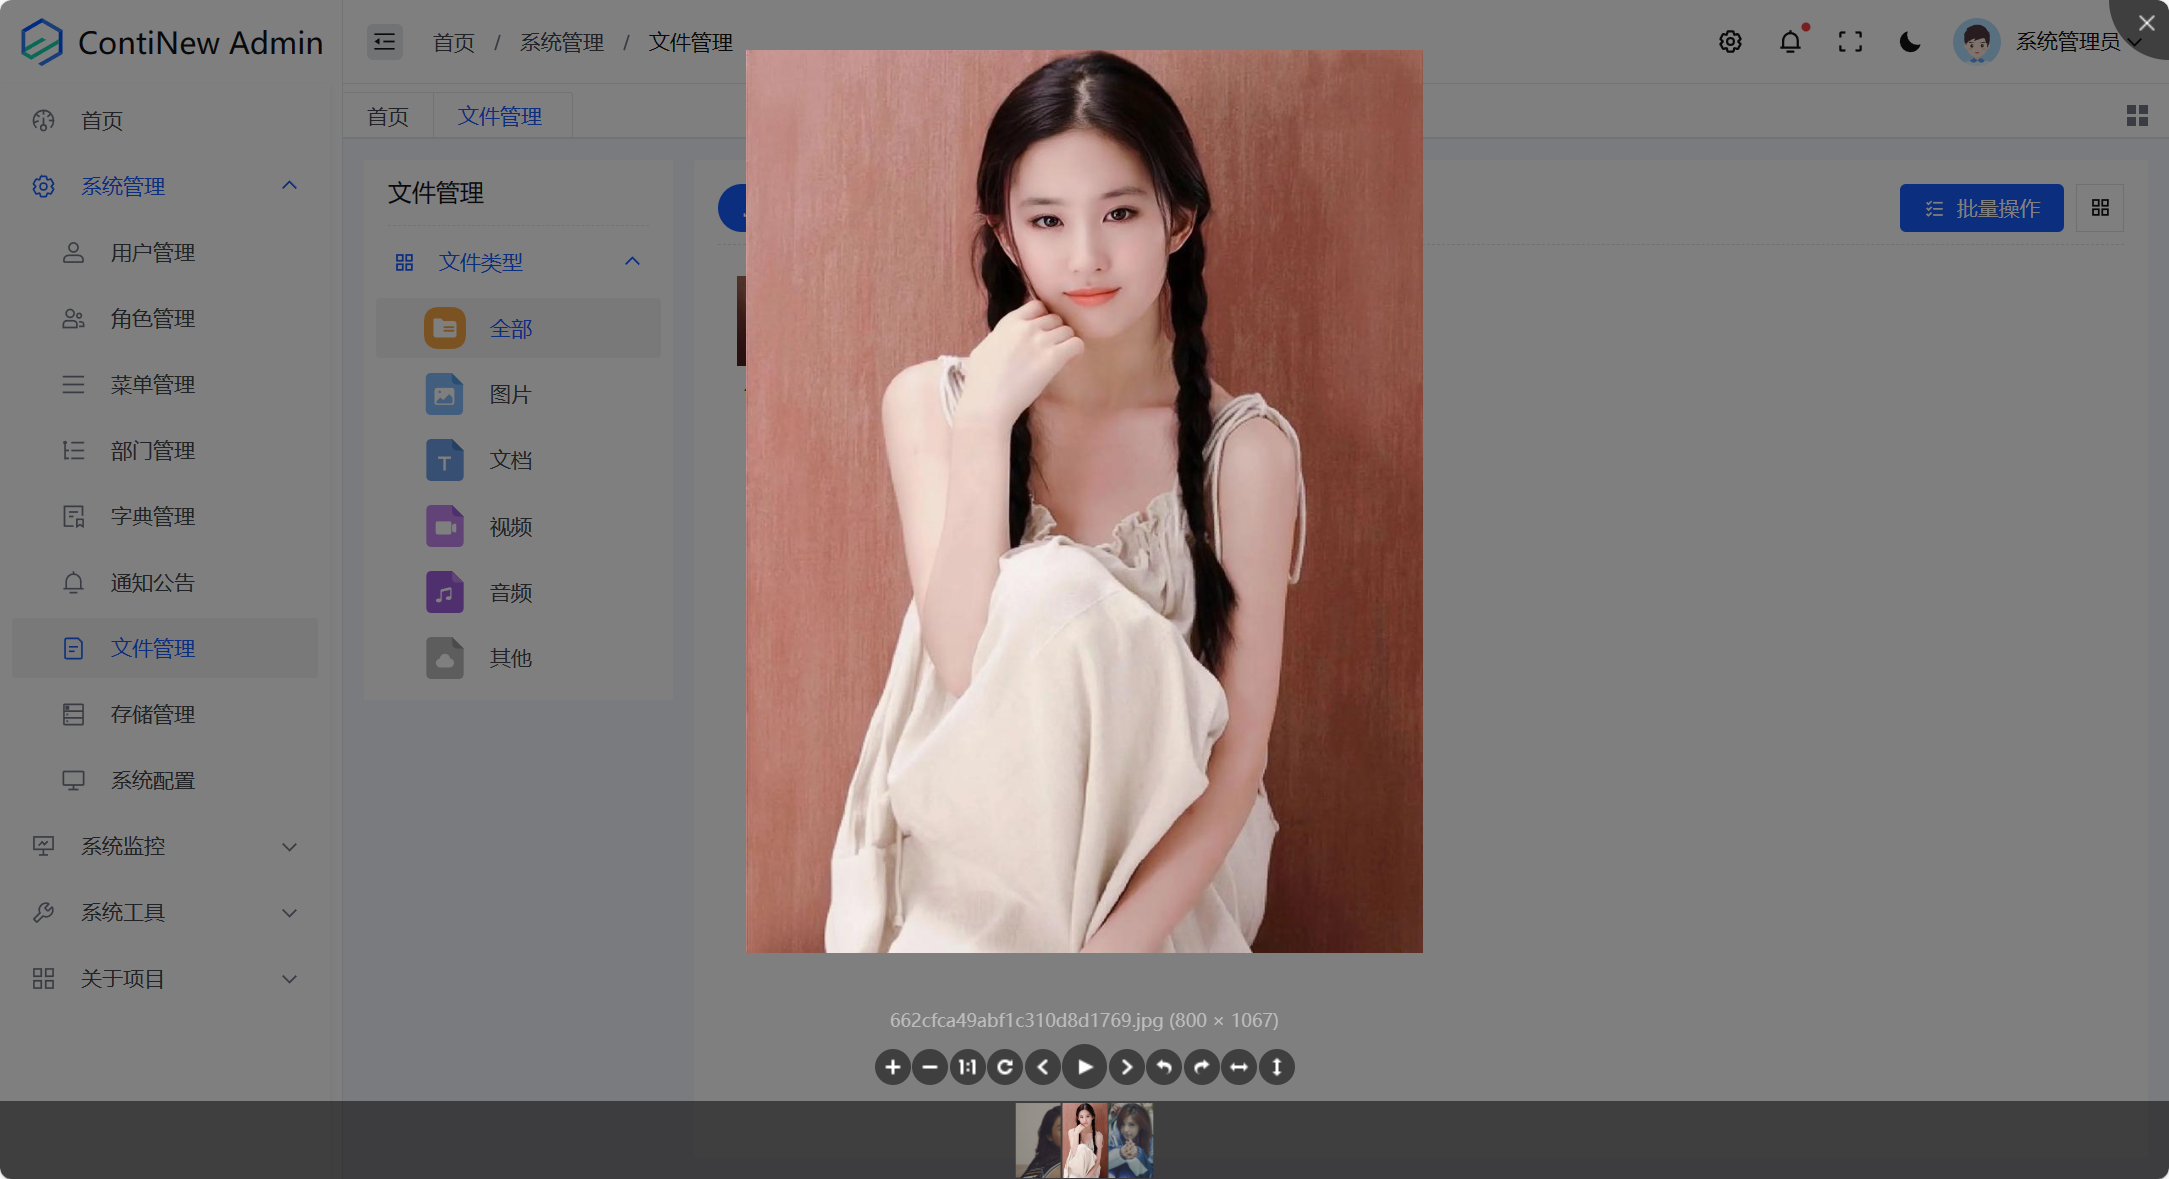 ContiNew Admin
首页 / 系统管理 / 文件管理
系统管理员
首页
文件管理
首页
系统管理
用户管理
角色管理
菜单管理
部门管理
字典管理
通知公告
文件管理
存储管理
系统配置
系统监控
系统工具
关于项目
文件管理
文件类型
全部
图片
文档
视频
音频
其他
批量操作
662cfca49abf1c310d8d1769.jpg (800 × 1067)
1:1